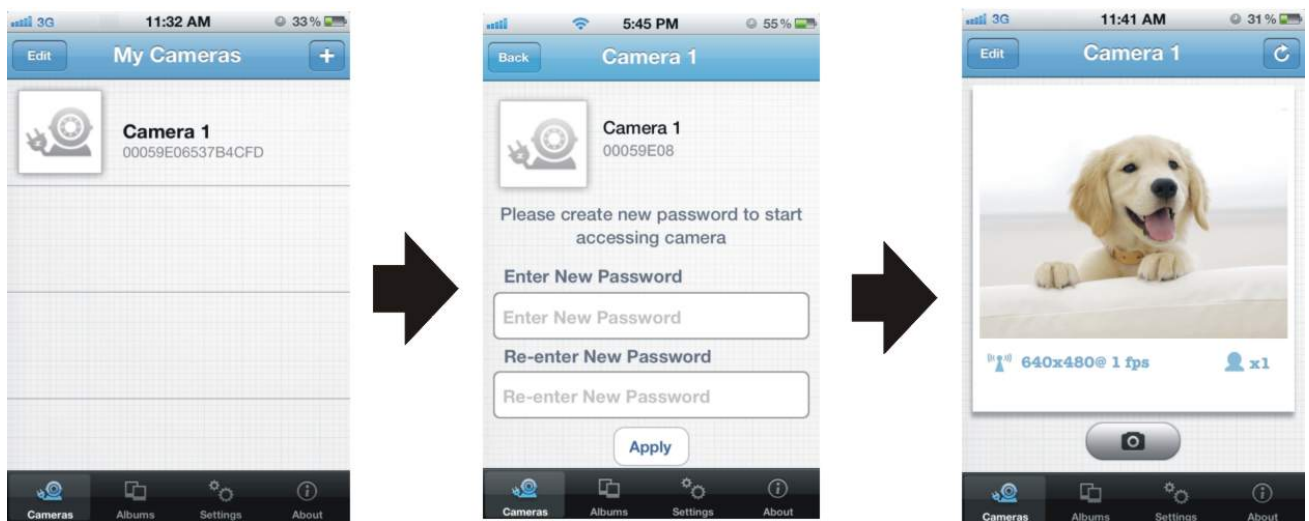 3G 11:32 AM 33%
Edit My Cameras +
Camera 1
00059E06537B4CFD
Cameras Albums Settings About
5:45 PM 55%
Back Camera 1
Camera 1
00059E08
Please create new password to start
accessing camera
Enter New Password
Enter New Password
Re-enter New Password
Re-enter New Password
Apply
Cameras Albums Settings About
3G 11:41 AM 31%
Edit Camera 1
640x480@ 1 fps x1
Cameras Albums Settings About